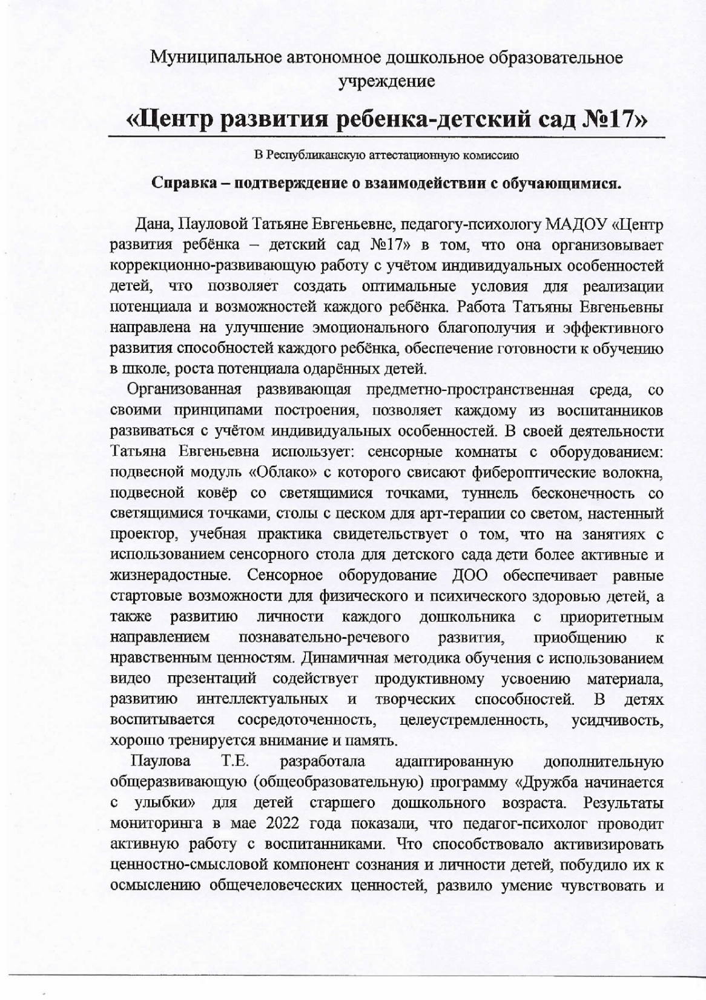 Муниципальное автономное дошкольное образовательное
учреждение
«Центр развития ребенка-детский сад №17»
В Республиканскую аттестационную комиссию
Справка – подтверждение о взаимодействии с обучающимися.
Дана, Пауловой Татьяне Евгеньевне, педагогу-психологу МАДОУ «Центр
развития ребёнка – детский сад №17» в том, что она организовывает
коррекционно-развивающую работу с учётом индивидуальных особенностей
детей, что позволяет создать оптимальные условия для реализации
потенциала и возможностей каждого ребёнка. Работа Татьяны Евгеньевны
направлена на улучшение эмоционального благополучия и эффективного
развития способностей каждого ребёнка, обеспечение готовности к обучению
в школе, роста потенциала одарённых детей.
Организованная развивающая предметно-пространственная среда, со
своими принципами построения, позволяет каждому из воспитанников
развиваться с учётом индивидуальных особенностей. В своей деятельности
Татьяна Евгеньевна использует: сенсорные комнаты с оборудованием:
подвесной модуль «Облако» с которого свисают фибероптические волокна,
подвесной ковёр со светящимися точками, туннель бесконечность со
светящимися точками, столы с песком для арт-терапии со светом, настенный
проектор, учебная практика свидетельствует о том, что на занятиях с
использованием сенсорного стола для детского сада дети более активные и
жизнерадостные. Сенсорное оборудование ДОО обеспечивает равные
стартовые возможности для физического и психического здоровью детей, а
также развитию личности каждого дошкольника с приоритетным
направлением познавательно-речевого развития, приобщению к
нравственным ценностям. Динамичная методика обучения с использованием
видео презентаций содействует продуктивному усвоению материала,
развитию интеллектуальных и творческих способностей. В детях
воспитывается сосредоточенность, целеустремленность, усидчивость,
хорошо тренируется внимание и память.
Паулова Т.Е. разработала адаптированную дополнительную
общеразвивающую (общеобразовательную) программу «Дружба начинается
с улыбки» для детей старшего дошкольного возраста. Результаты
мониторинга в мае 2022 года показали, что педагог-психолог проводит
активную работу с воспитанниками. Что способствовало активизировать
ценностно-смысловой компонент сознания и личности детей, побудило их к
осмыслению общечеловеческих ценностей, развило умение чувствовать и